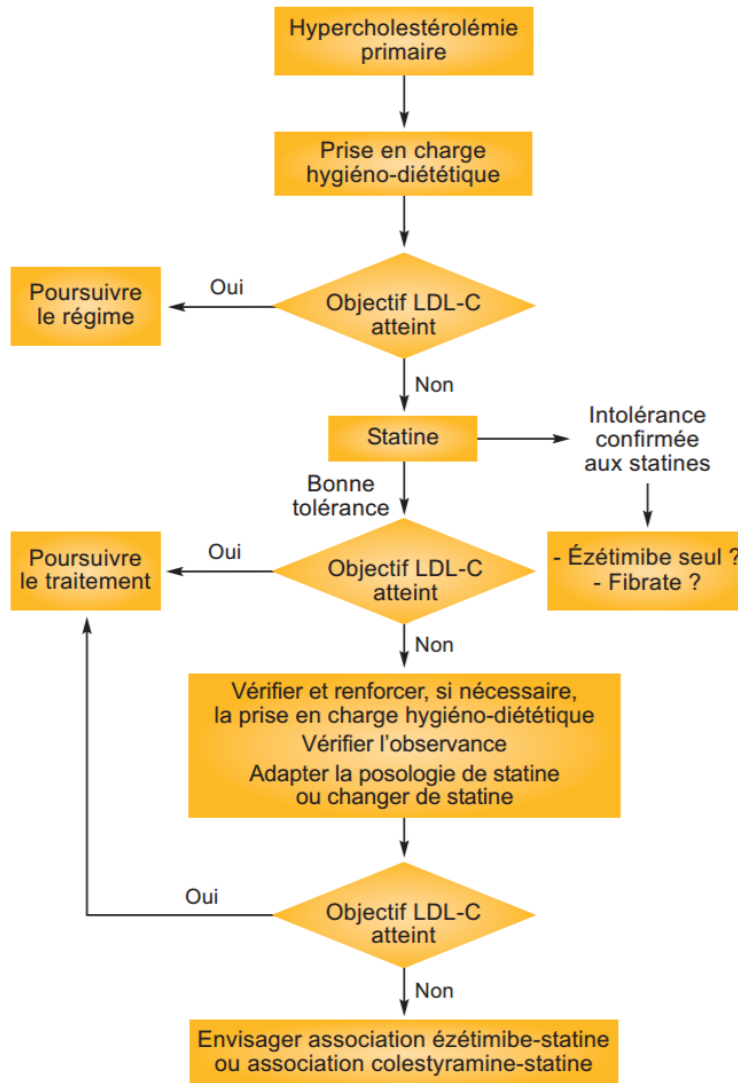 Hypercholestérolémie
primaire
Prise en charge
hygiéno-diététique
Objectif LDL-C
atteint
Oui
Poursuivre
le régime
Non
Statine
Intolérance
confirmée
aux statines
- Ézétimibe seul ?
- Fibrate ?
Bonne
tolérance
Objectif LDL-C
atteint
Oui
Poursuivre
le traitement
Non
Vérifier et renforcer, si nécessaire,
la prise en charge hygiéno-diététique
Vérifier l’observance
Adapter la posologie de statine
ou changer de statine
Objectif LDL-C
atteint
Oui
Non
Envisager association ézétimibe-statine
ou association colestyramine-statine